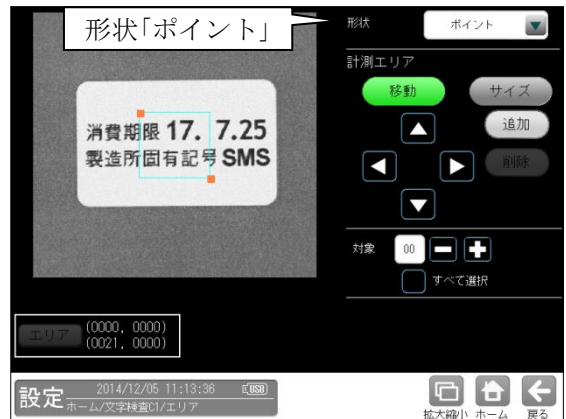 形状「ポイント」
形状
ポイント
計測エリア
移動
サイズ
追加
削除
消費期限 17. 7.25
製造所固有記号 SMS
対象
00
すべて選択
エリア
(0000, 0000)
(0021, 0000)
設定
2014/12/05 11:13:36
USB
ホーム/文字検査C1/エリア
拡大縮小
ホーム
戻る